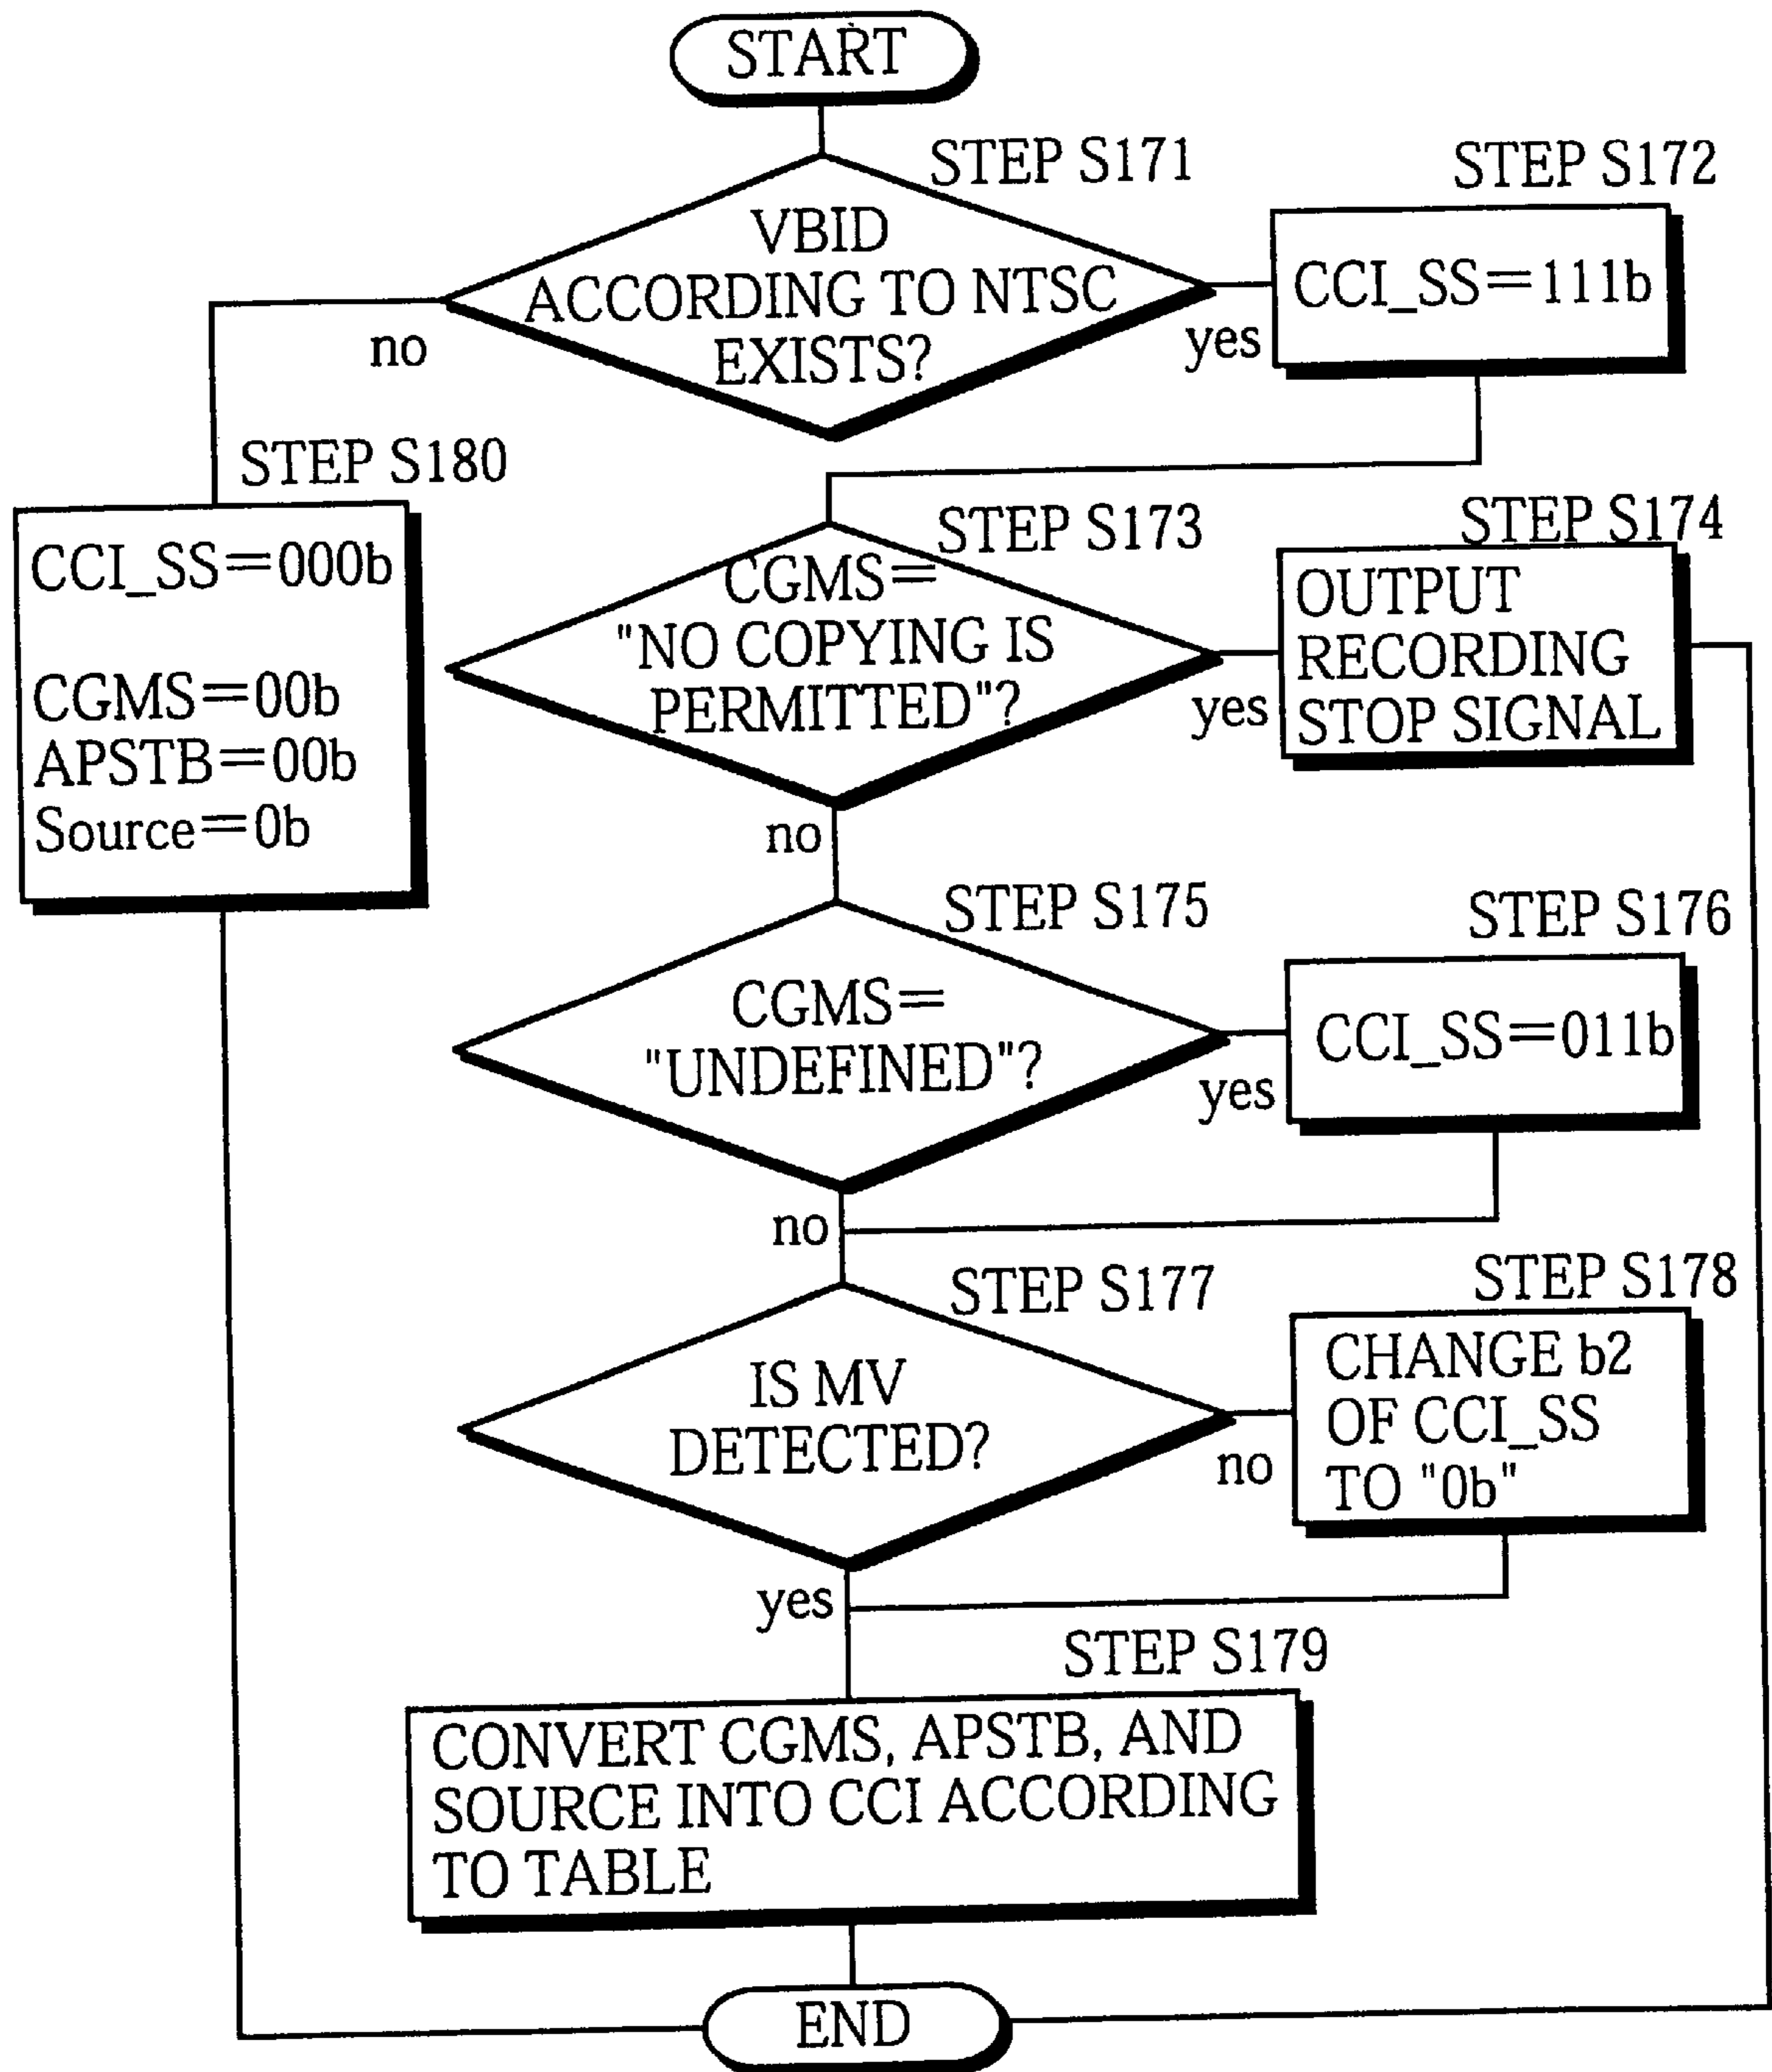 START
STEP S171
VBID
ACCORDING TO NTSC
EXISTS?
no
yes
STEP S172
CCI_SS=111b
STEP S180
CCI_SS=000b
CGMS=00b
APSTB=00b
Source=0b
STEP S173
CGMS=
"NO COPYING IS
PERMITTED"?
yes
no
STEP S174
OUTPUT
RECORDING
STOP SIGNAL
STEP S175
CGMS=
"UNDEFINED"?
yes
no
STEP S176
CCI_SS=011b
STEP S177
IS MV
DETECTED?
no
yes
STEP S178
CHANGE b2
OF CCI_SS
TO "0b"
STEP S179
CONVERT CGMS, APSTB, AND
SOURCE INTO CCI ACCORDING
TO TABLE
END